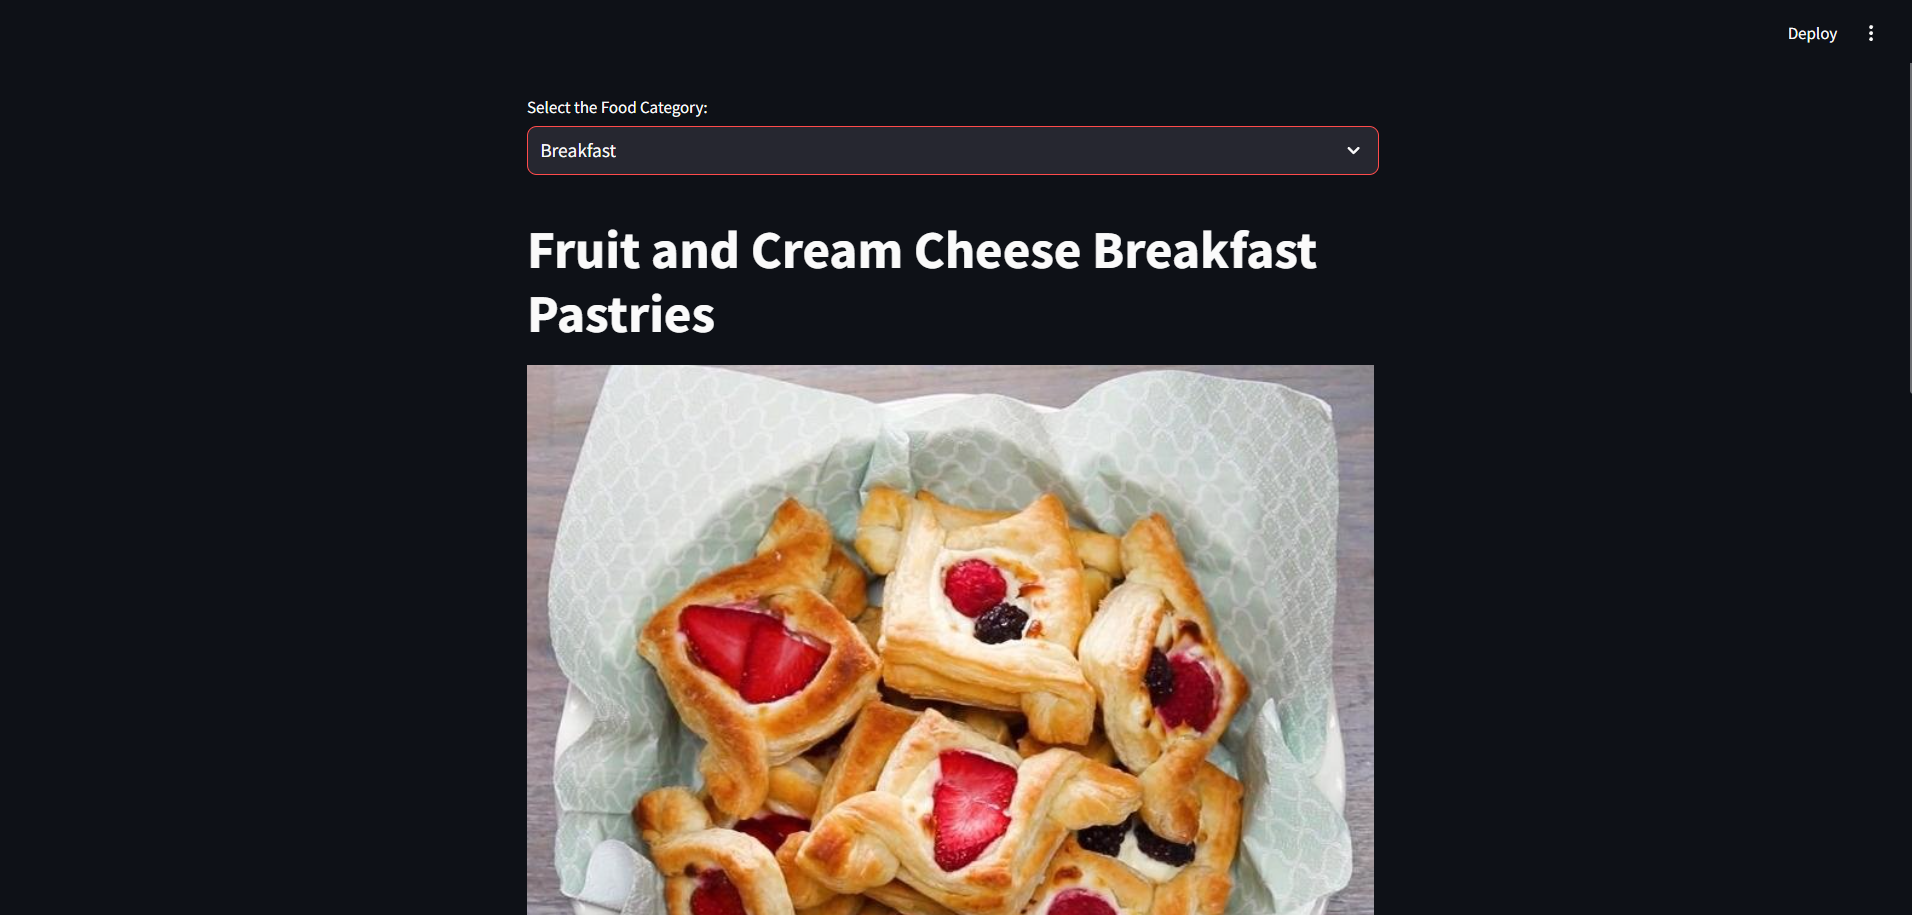 Deploy
Select the Food Category:
Breakfast
Fruit and Cream Cheese Breakfast
Pastries